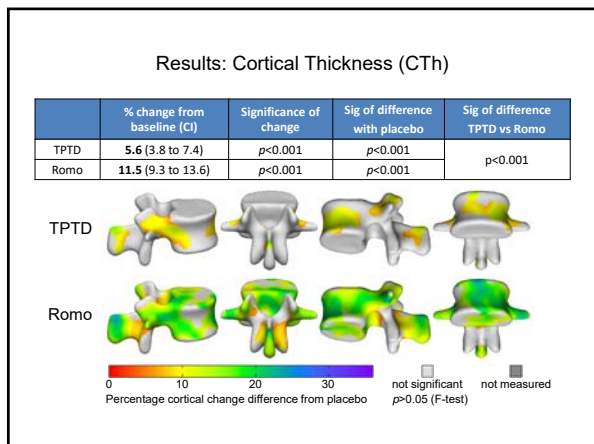 Results: Cortical Thickness (CTh)
% change from baseline (CI)
Significance of change
Sig of difference with placebo
Sig of difference TPTD vs Romo
TPTD 5.6 (3.8 to 7.4) p<0.001 p<0.001 p<0.001
Romo 11.5 (9.3 to 13.6) p<0.001 p<0.001
TPTD
Romo
0 10 20 30
Percentage cortical change difference from placebo
not significant
p>0.05 (F-test)
not measured